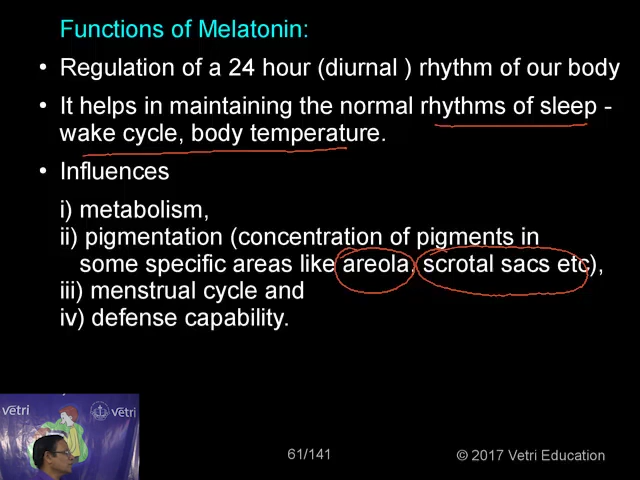 Functions of Melatonin:
• Regulation of a 24 hour (diurnal ) rhythm of our body
• It helps in maintaining the normal rhythms of sleep -
wake cycle, body temperature.
• Influences
i) metabolism,
ii) pigmentation (concentration of pigments in
some specific areas like areola, scrotal sacs etc),
iii) menstrual cycle and
iv) defense capability.
vetri
vetri
61/141
© 2017 Vetri Education